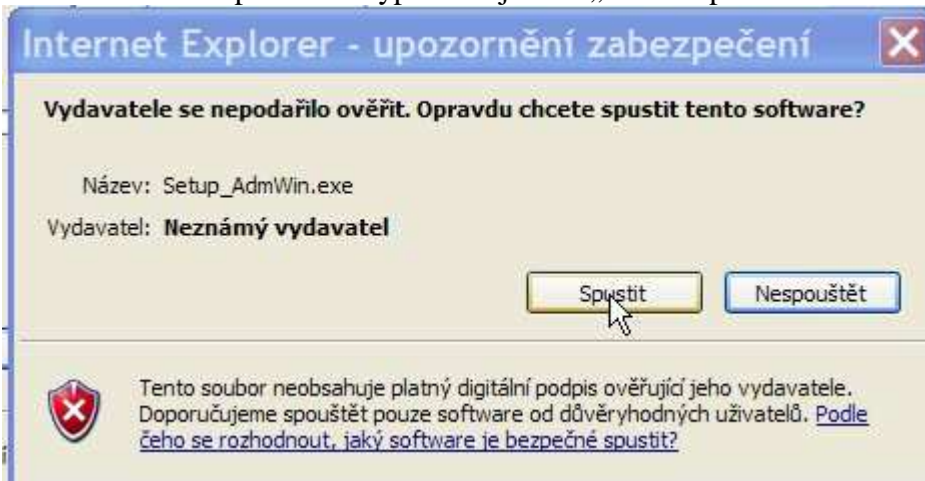 Internet Explorer - upozornění zabezpečení
Vydavatele se nepodařilo ověřit. Opravdu chcete spustit tento software?
Název: Setup_AdmWin.exe
Vydavatel: Neznámý vydavatel
Spustit Nespouštět
Tento soubor neobsahuje platný digitální podpis ověřující jeho vydavatele.
Doporučujeme spouštět pouze software od důvěryhodných uživatelů. Podle
čeho se rozhodnout, jaký software je bezpečné spustit?